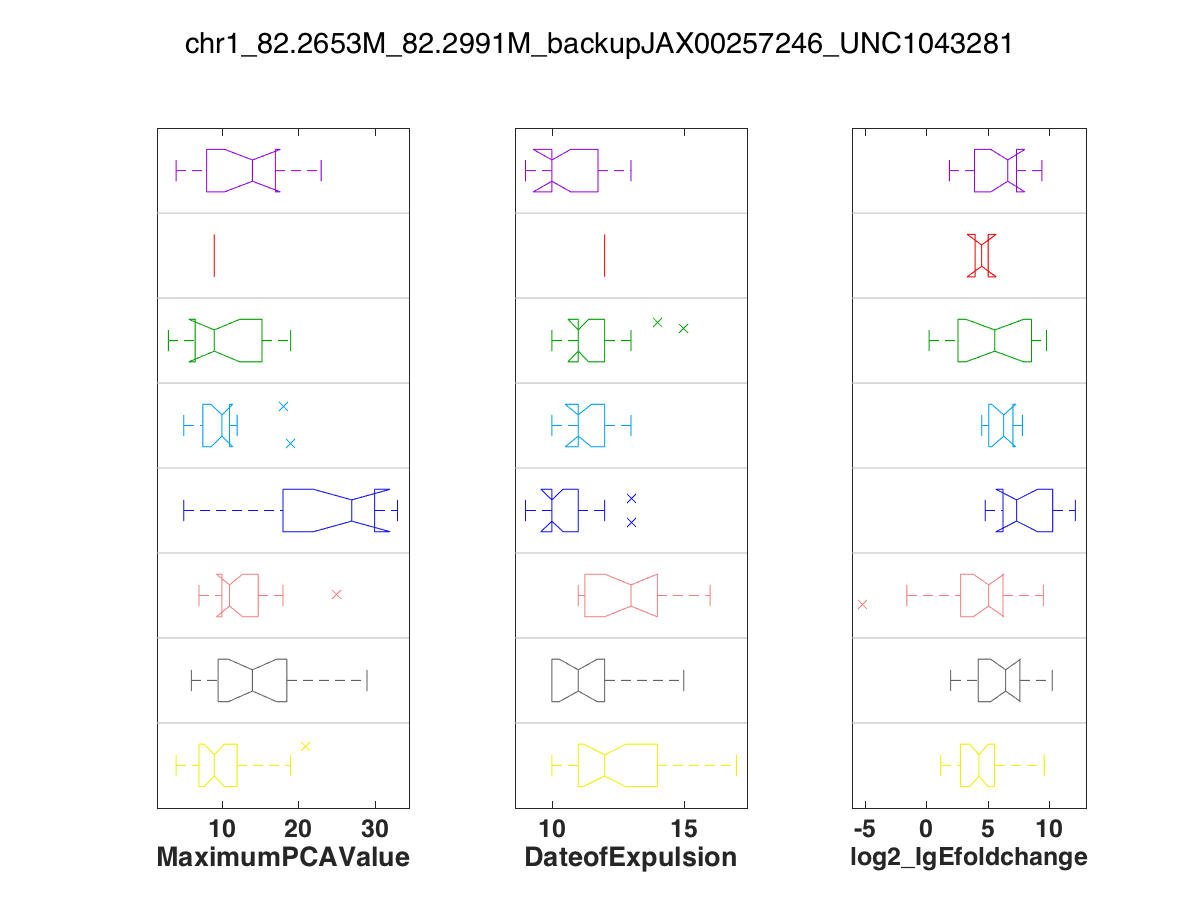 chr1_82.2653M_82.2991M_backupJAX00257246_UNC1043281
10 20 30
MaximumPCAValue
10 15
DateofExpulsion
-5 0 5 10
log2_IgEfoldchange